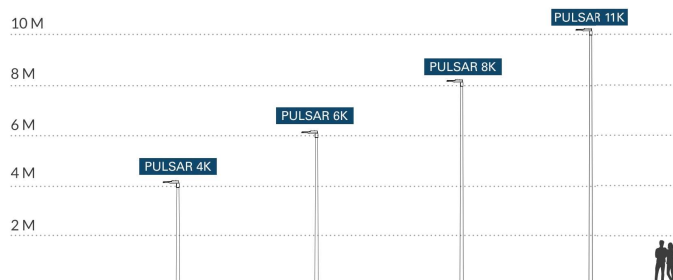 10 M
PULSAR 11K
8 M
PULSAR 8K
6 M
PULSAR 6K
4 M
PULSAR 4K
2 M